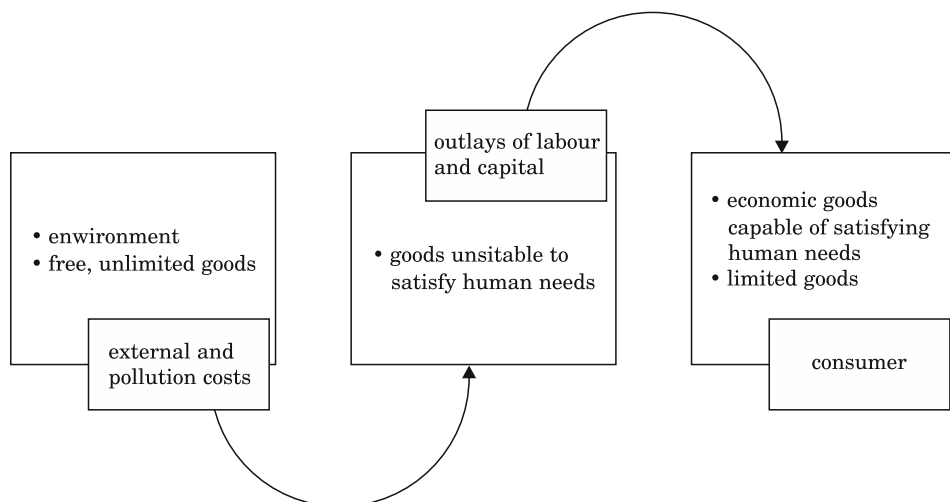 • enwironment
• free, unlimited goods
external and
pollution costs
outlays of labour
and capital
• goods unsitable to
satisfy human needs
• economic goods
capable of satisfying
human needs
• limited goods
consumer